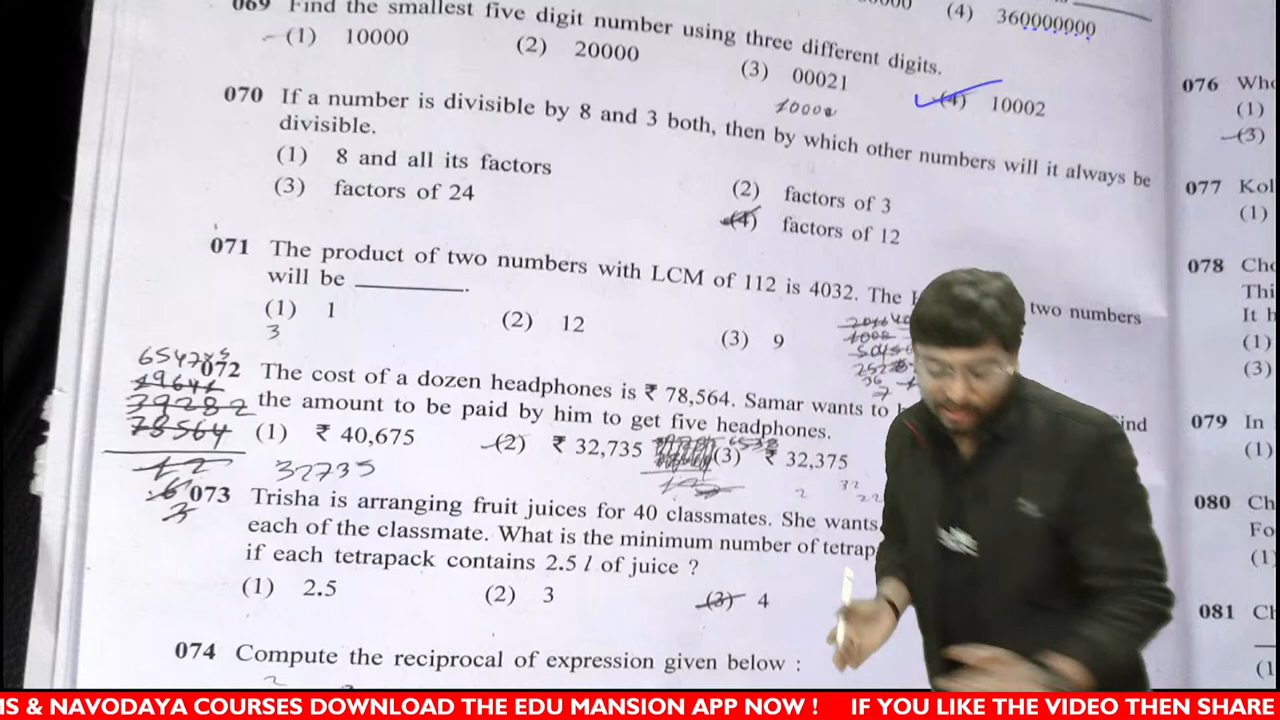 (4) 360000000
069 Find the smallest five digit number using three different digits.
(1) 10000
(2) 20000
(3) 00021
(4) 10002
070 If a number is divisible by 8 and 3 both, then by which other numbers will it always be
divisible.
(1) 8 and all its factors
(2) factors of 3
(3) factors of 24
(4) factors of 12
071 The product of two numbers with LCM of 112 is 4032. The
two numbers
will be
(1) 1
(2) 12
(3) 9
3
072 The cost of a dozen headphones is ₹ 78,564. Samar wants to
the amount to be paid by him to get five headphones.
39282
78564
12
(1) ₹ 40,675
(2) ₹ 32,735
(3) ₹ 32,375
32735
073 Trisha is arranging fruit juices for 40 classmates. She wants
each of the classmate. What is the minimum number of
if each tetrapack contains 2.5 l of juice ?
(1) 2.5
(2) 3
(3) 4
074 Compute the reciprocal of expression given below :
076
(1)
(3)
077
(1)
078
It
(1)
(3)
079 In
(1)
080
(1)
081
(1
MS & NAVODAYA COURSES DOWNLOAD THE EDU MANSION APP NOW ! IF YOU LIKE THE VIDEO THEN SHARE